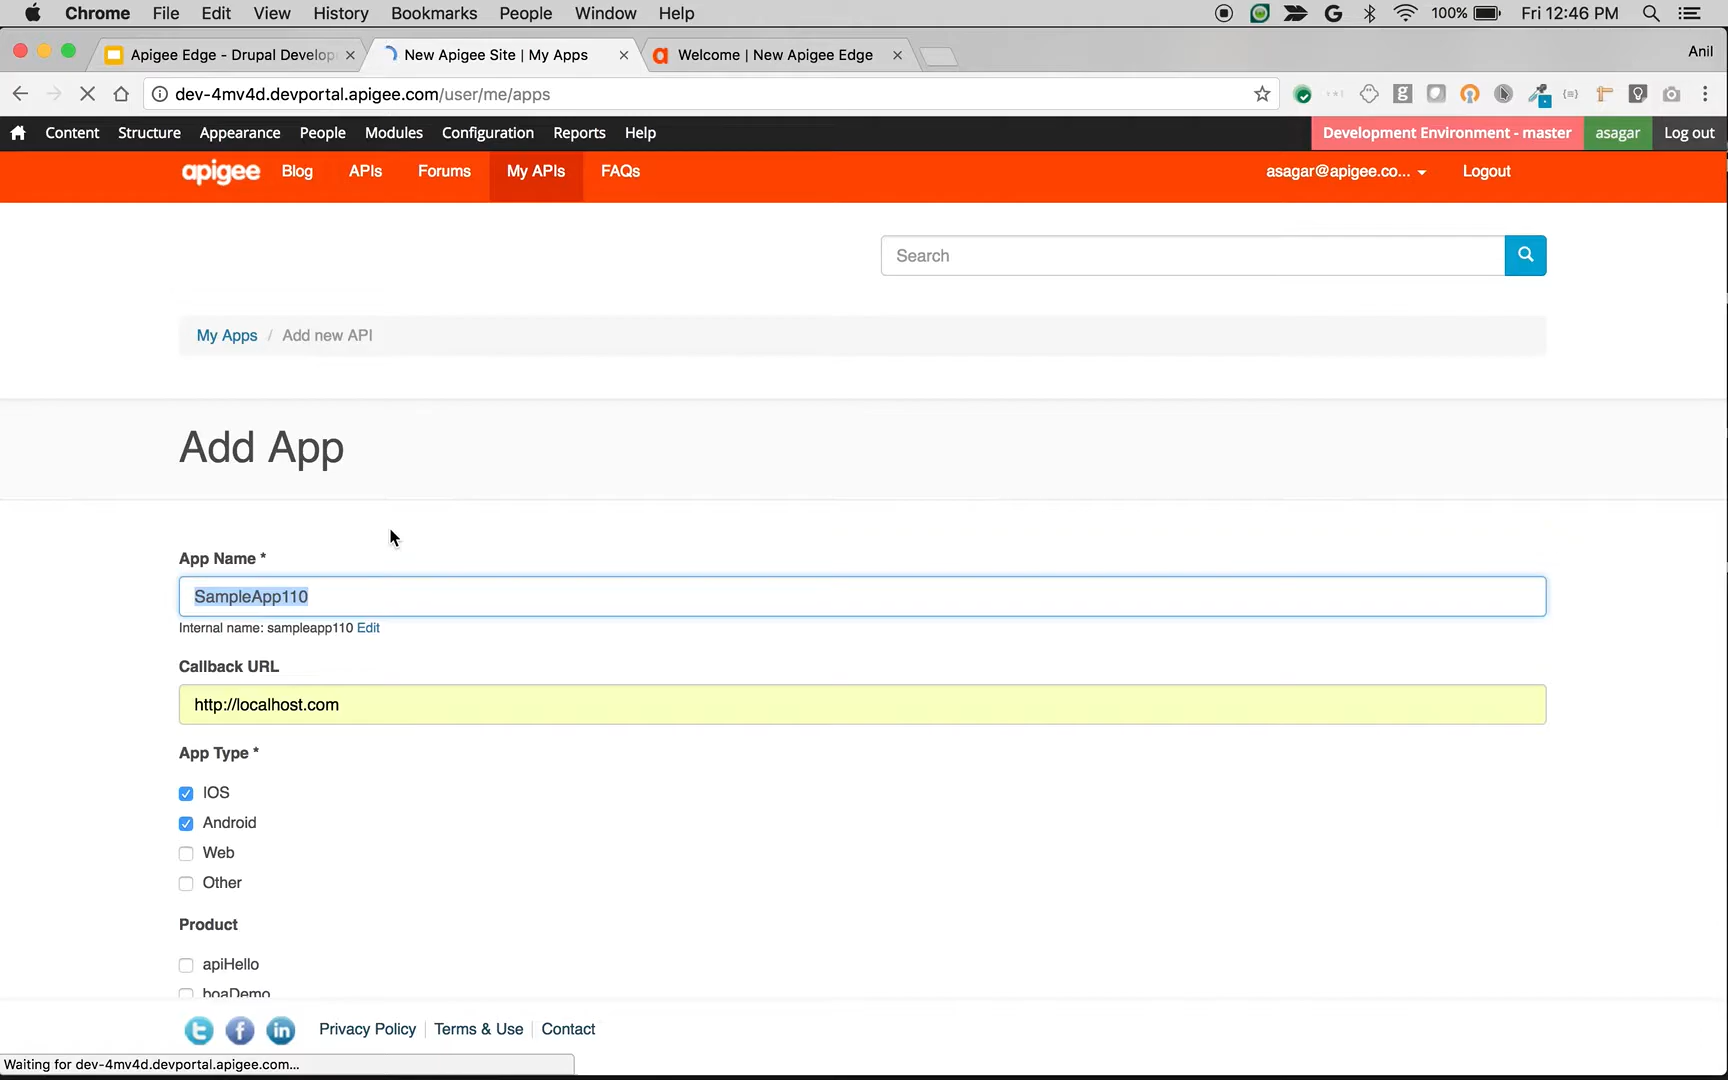 Chrome File Edit View History Bookmarks People Window Help 100% Fri 12:46 PM
Apigee Edge - Drupal Develop New Apigee Site | My Apps Welcome | New Apigee Edge Anil
dev-4mv4d.devportal.apigee.com/user/me/apps
Content Structure Appearance People Modules Configuration Reports Help Development Environment - master asagar Log out
apigee Blog APIs Forums My APIs FAQs asagar@apigee.co... Logout
Search
My Apps / Add new API
Add App
App Name *
SampleApp110
Internal name: sampleapp110 Edit
Callback URL
http://localhost.com
App Type *
IOS
Android
Web
Other
Product
apiHello
boaDemo
Privacy Policy Terms & Use Contact
Waiting for dev-4mv4d.devportal.apigee.com...